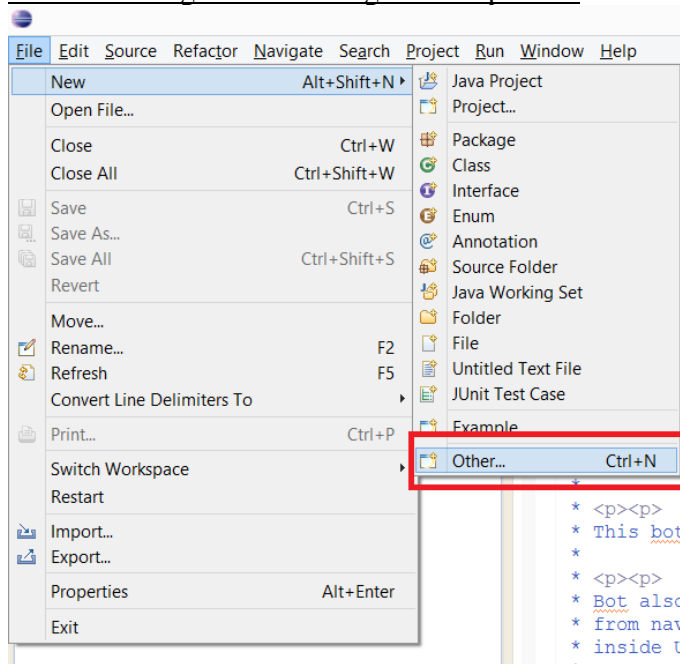 File Edit Source Refactor Navigate Search Project Run Window Help
New Alt+Shift+N
Open File...
Close Ctrl+W
Close All Ctrl+Shift+W
Save Ctrl+S
Save As...
Save All Ctrl+Shift+S
Revert
Move...
Rename... F2
Refresh F5
Convert Line Delimiters To
Print... Ctrl+P
Switch Workspace
Restart
Import...
Export...
Properties Alt+Enter
Exit
Java Project
Project...
Package
Class
Interface
Enum
Annotation
Source Folder
Java Working Set
Folder
File
Untitled Text File
JUnit Test Case
Example...
Other... Ctrl+N
*
* <p><p>
* This bot
*
* <p><p>
* Bot also
* from nav
* inside U